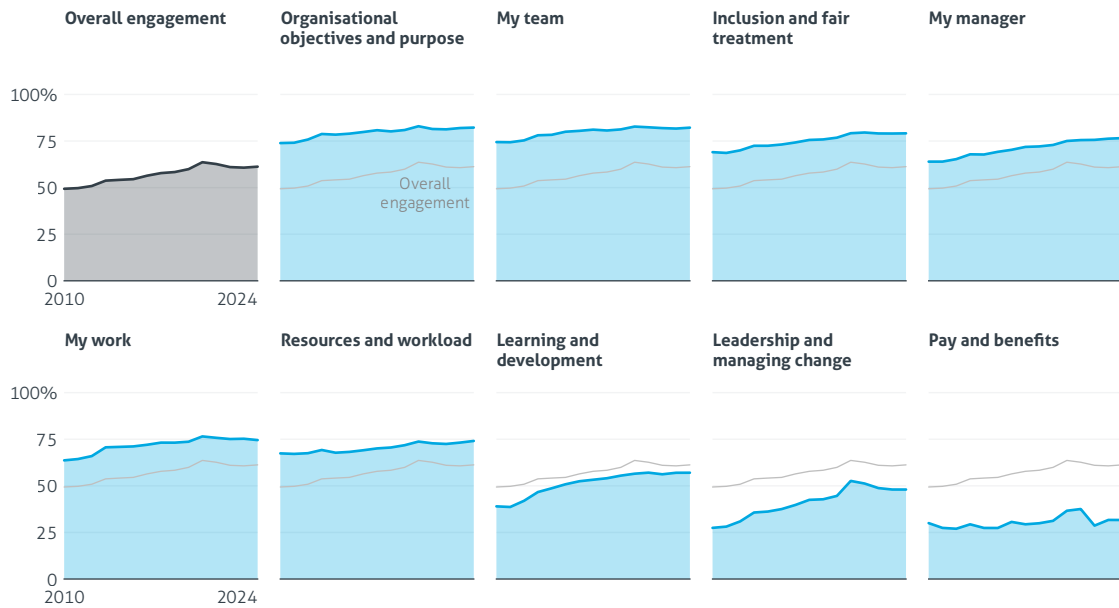 Overall engagement
Organisational
objectives and purpose
My team
Inclusion and fair
treatment
My manager
100%
75
50
25
0
2010
2024
Overall
engagement
My work
Resources and workload
Learning and
development
Leadership and
managing change
Pay and benefits
100%
75
50
25
0
2010
2024